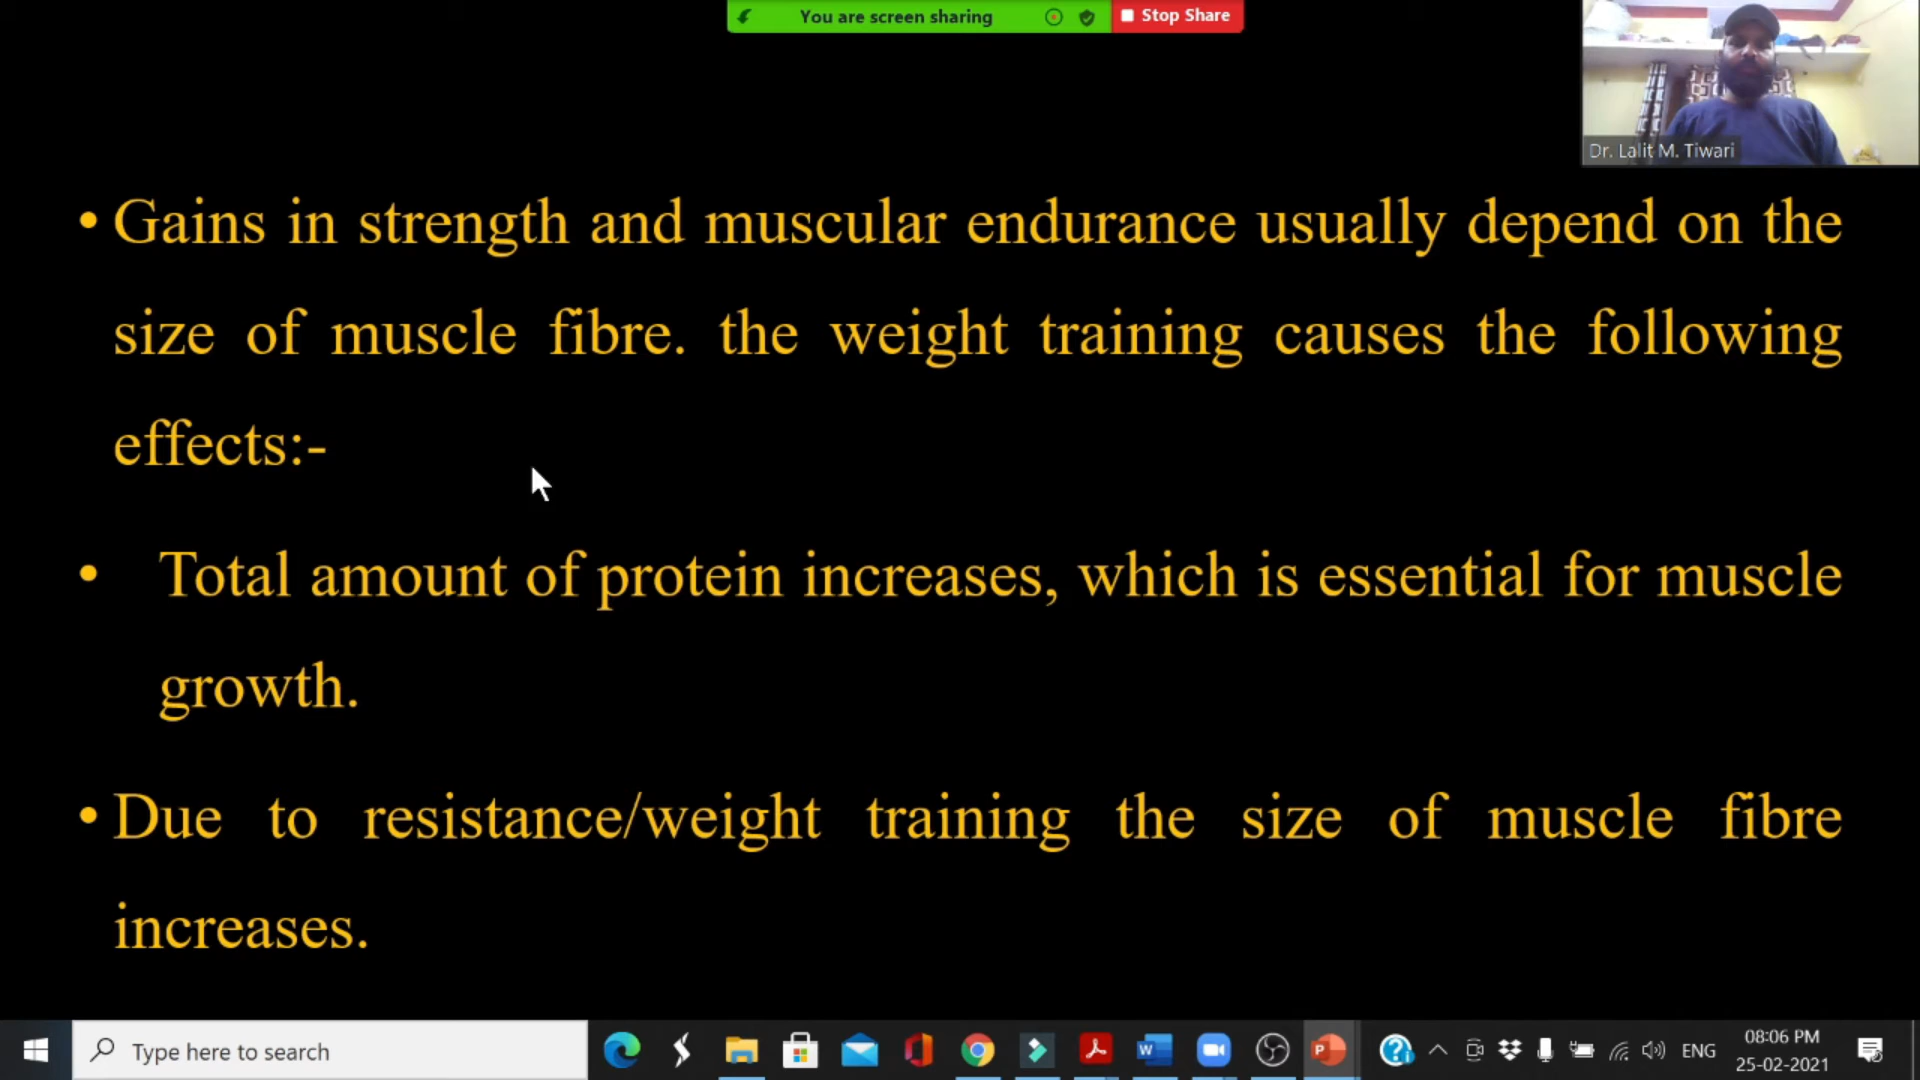 You are screen sharing
Stop Share
Dr. Lalit M. Tiwari
• Gains in strength and muscular endurance usually depend on the
size of muscle fibre. the weight training causes the following
effects:-
• Total amount of protein increases, which is essential for muscle
growth.
• Due to resistance/weight training the size of muscle fibre
increases.
Type here to search
ENG
08:06 PM
25-02-2021